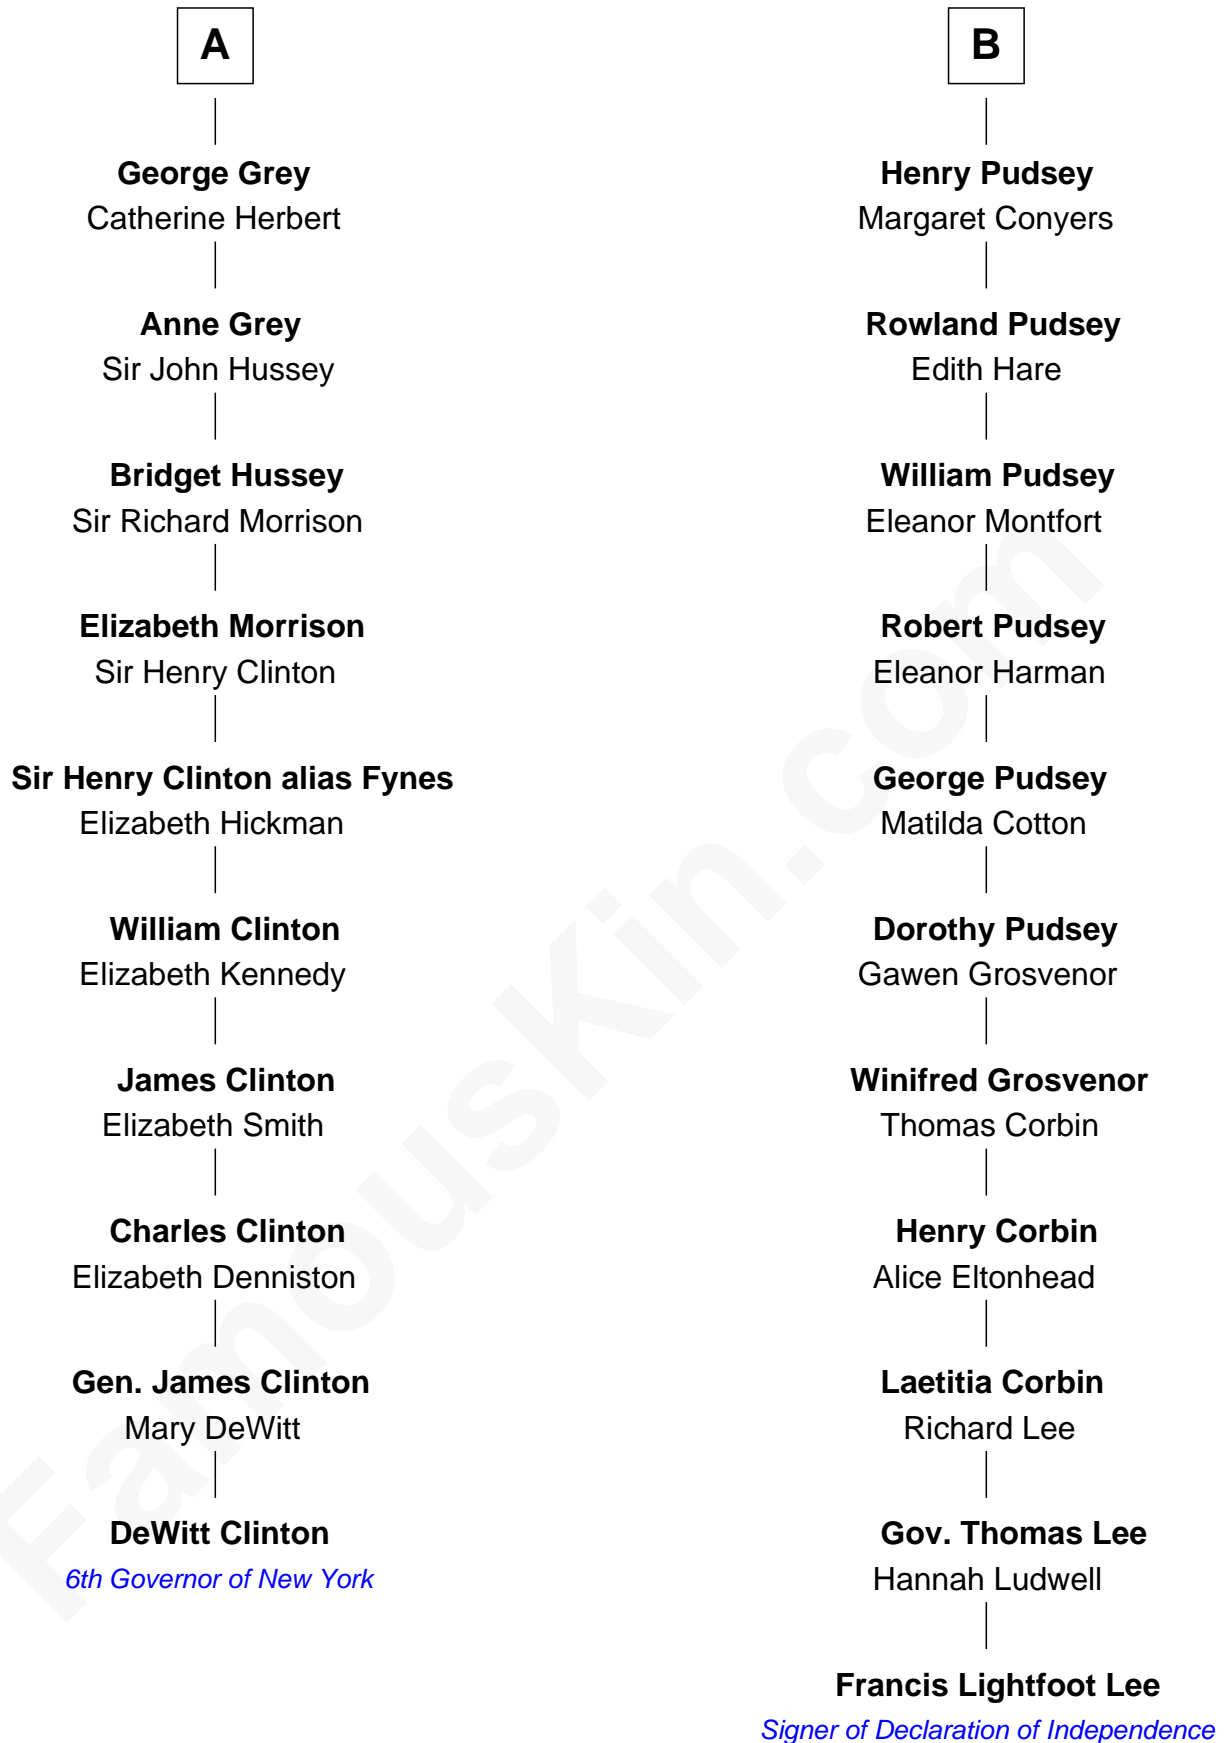 A
George Grey
Catherine Herbert
Anne Grey
Sir John Hussey
Bridget Hussey
Sir Richard Morrison
Elizabeth Morrison
Sir Henry Clinton
Sir Henry Clinton alias Fynes
Elizabeth Hickman
William Clinton
Elizabeth Kennedy
James Clinton
Elizabeth Smith
Charles Clinton
Elizabeth Denniston
Gen. James Clinton
Mary DeWitt
DeWitt Clinton
6th Governor of New York
B
Henry Pudsey
Margaret Conyers
Rowland Pudsey
Edith Hare
William Pudsey
Eleanor Montfort
Robert Pudsey
Eleanor Harman
George Pudsey
Matilda Cotton
Dorothy Pudsey
Gawen Grosvenor
Winifred Grosvenor
Thomas Corbin
Henry Corbin
Alice Eltonhead
Laetitia Corbin
Richard Lee
Gov. Thomas Lee
Hannah Ludwell
Francis Lightfoot Lee
Signer of Declaration of Independence
FamousKin.com